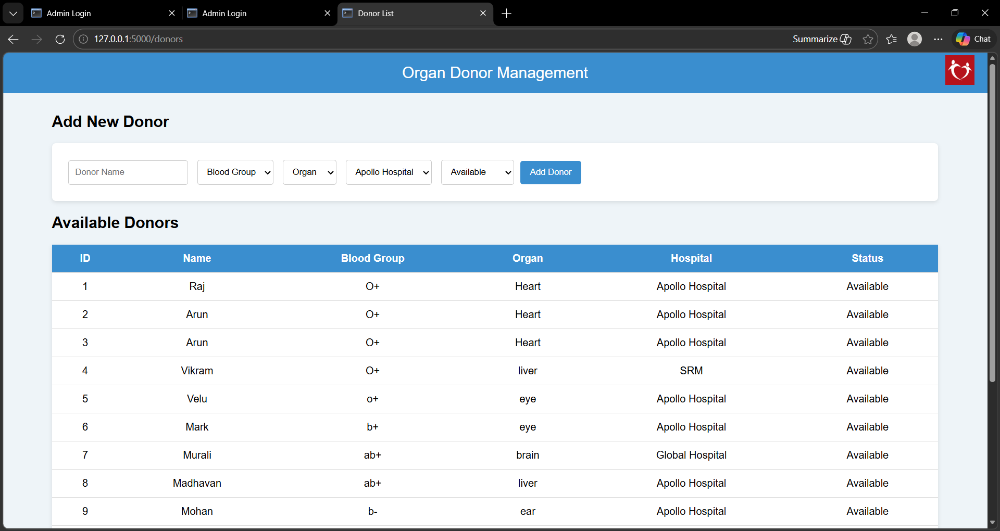 Admin Login
Admin Login
Donor List
127.0.0.1:5000/donors
Summarize
Chat
Organ Donor Management
Add New Donor
Donor Name Blood Group Organ Apollo Hospital Available Add Donor
Available Donors
ID Name Blood Group Organ Hospital Status
1 Raj O+ Heart Apollo Hospital Available
2 Arun O+ Heart Apollo Hospital Available
3 Arun O+ Heart Apollo Hospital Available
4 Vikram O+ liver SRM Available
5 Velu o+ eye Apollo Hospital Available
6 Mark b+ eye Apollo Hospital Available
7 Murali ab+ brain Global Hospital Available
8 Madhavan ab+ liver Apollo Hospital Available
9 Mohan b- ear Apollo Hospital Available